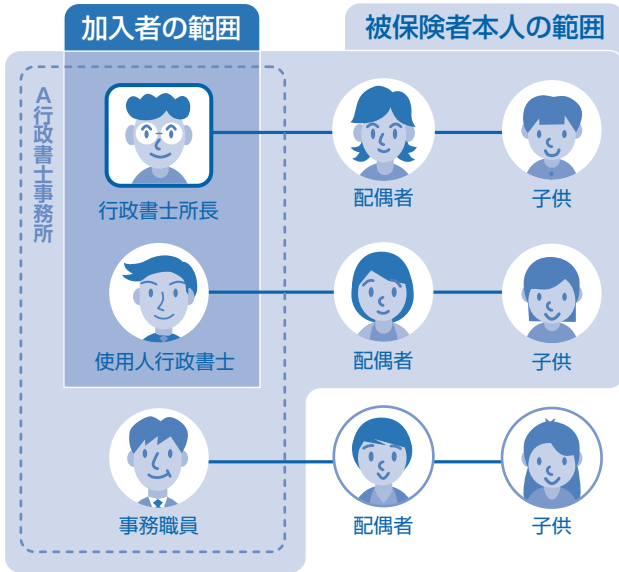 加入者の範囲
被保険者本人の範囲
A行政書士事務所
行政書士所長
配偶者
子供
使用人行政書士
配偶者
子供
事務職員
配偶者
子供